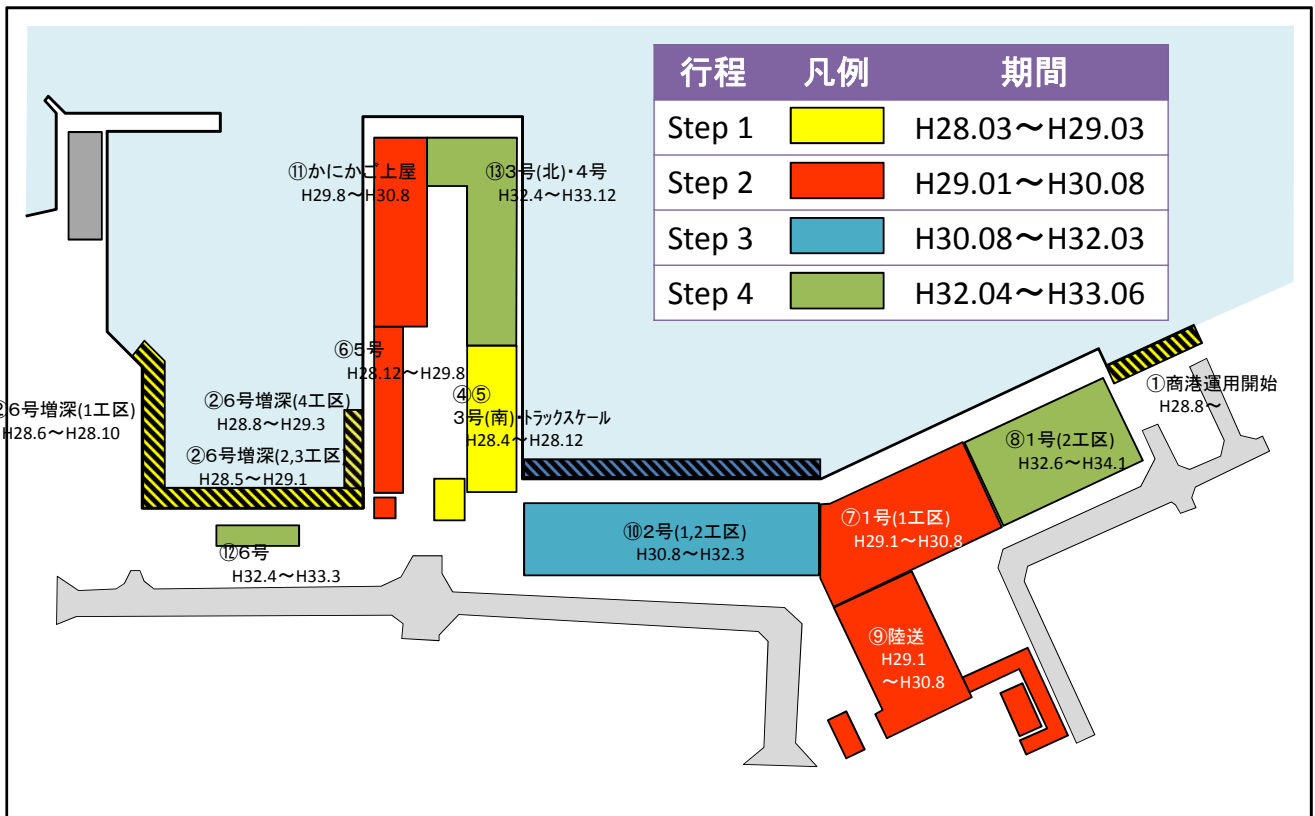 行程 凡例 期間
Step 1 H28.03～H29.03
Step 2 H29.01～H30.08
Step 3 H30.08～H32.03
Step 4 H32.04～H33.06
⑪かにかご上屋
H29.8～H30.8
⑬3号(北)・4号
H32.4～H33.12
⑥5号
H28.12～H29.8
④⑤
3号(南)・トラックスケール
H28.4～H28.12
①商港運用開始
H28.8～
②6号増深(1工区)
H28.6～H28.10
②6号増深(4工区)
H28.8～H29.3
②6号増深(2,3工区)
H28.5～H29.1
⑧1号(2工区)
H32.6～H34.1
⑦1号(1工区)
H29.1～H30.8
⑩2号(1,2工区)
H30.8～H32.3
⑫6号
H32.4～H33.3
⑨陸送
H29.1
～H30.8